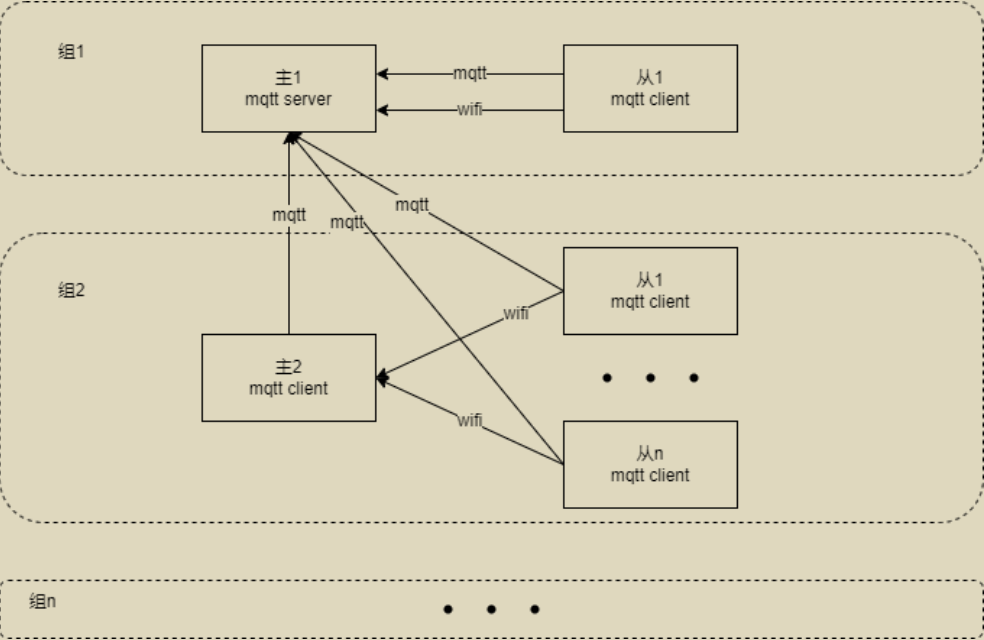 组1
主1
mqtt server
mqtt
wifi
从1
mqtt client
mqtt
mqtt
mqtt
组2
从1
mqtt client
wifi
主2
mqtt client
wifi
从n
mqtt client
组n